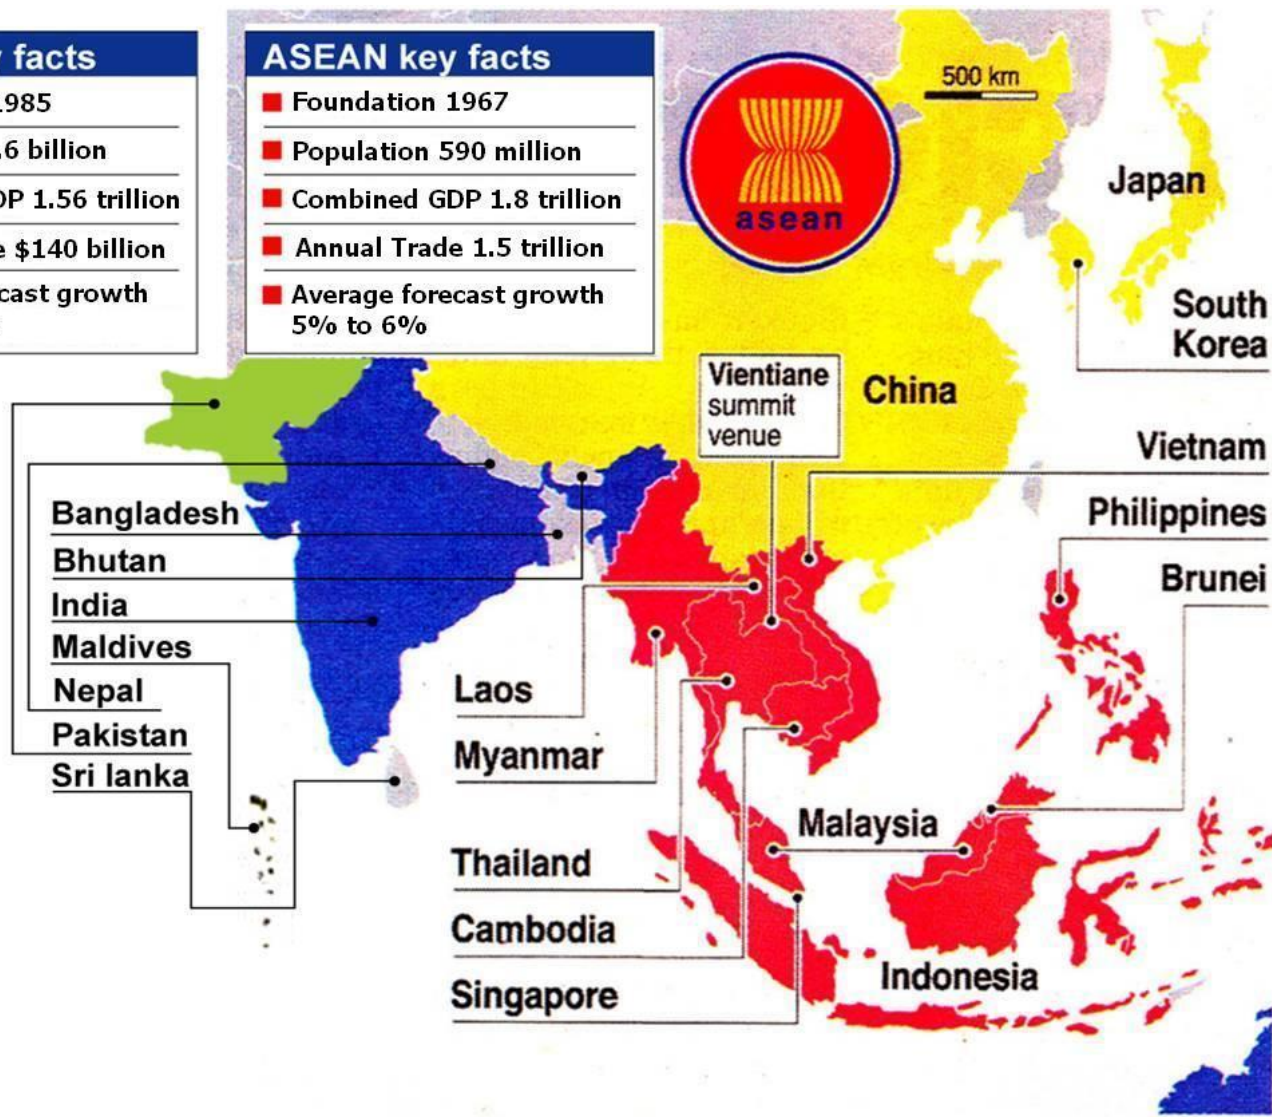 facts
1985
.6 billion
DP 1.56 trillion
e $140 billion
cast growth
ASEAN key facts
Foundation 1967
Population 590 million
Combined GDP 1.8 trillion
Annual Trade 1.5 trillion
Average forecast growth
5% to 6%
asean
500 km
Japan
South
Korea
China
Vientiane
summit
venue
Vietnam
Philippines
Brunei
Bangladesh
Bhutan
India
Maldives
Nepal
Pakistan
Sri lanka
Laos
Myanmar
Malaysia
Thailand
Cambodia
Singapore
Indonesia